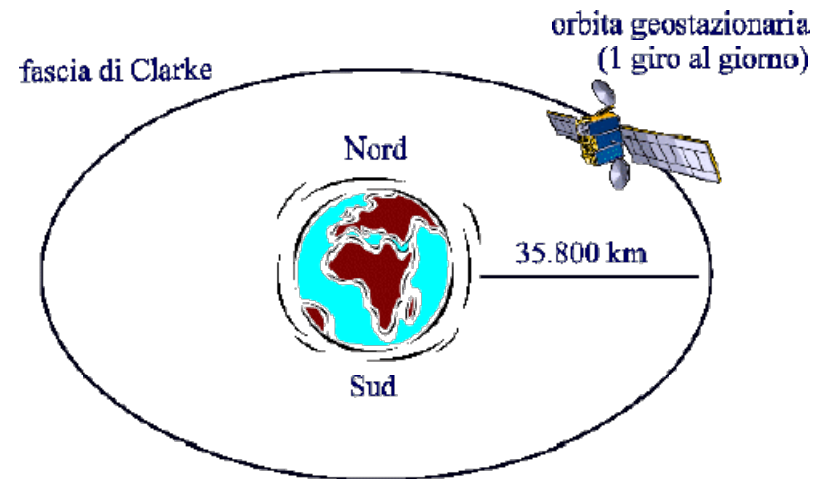 orbita geostazionaria
(1 giro al giorno)
fascia di Clarke
Nord
35.800 km
Sud